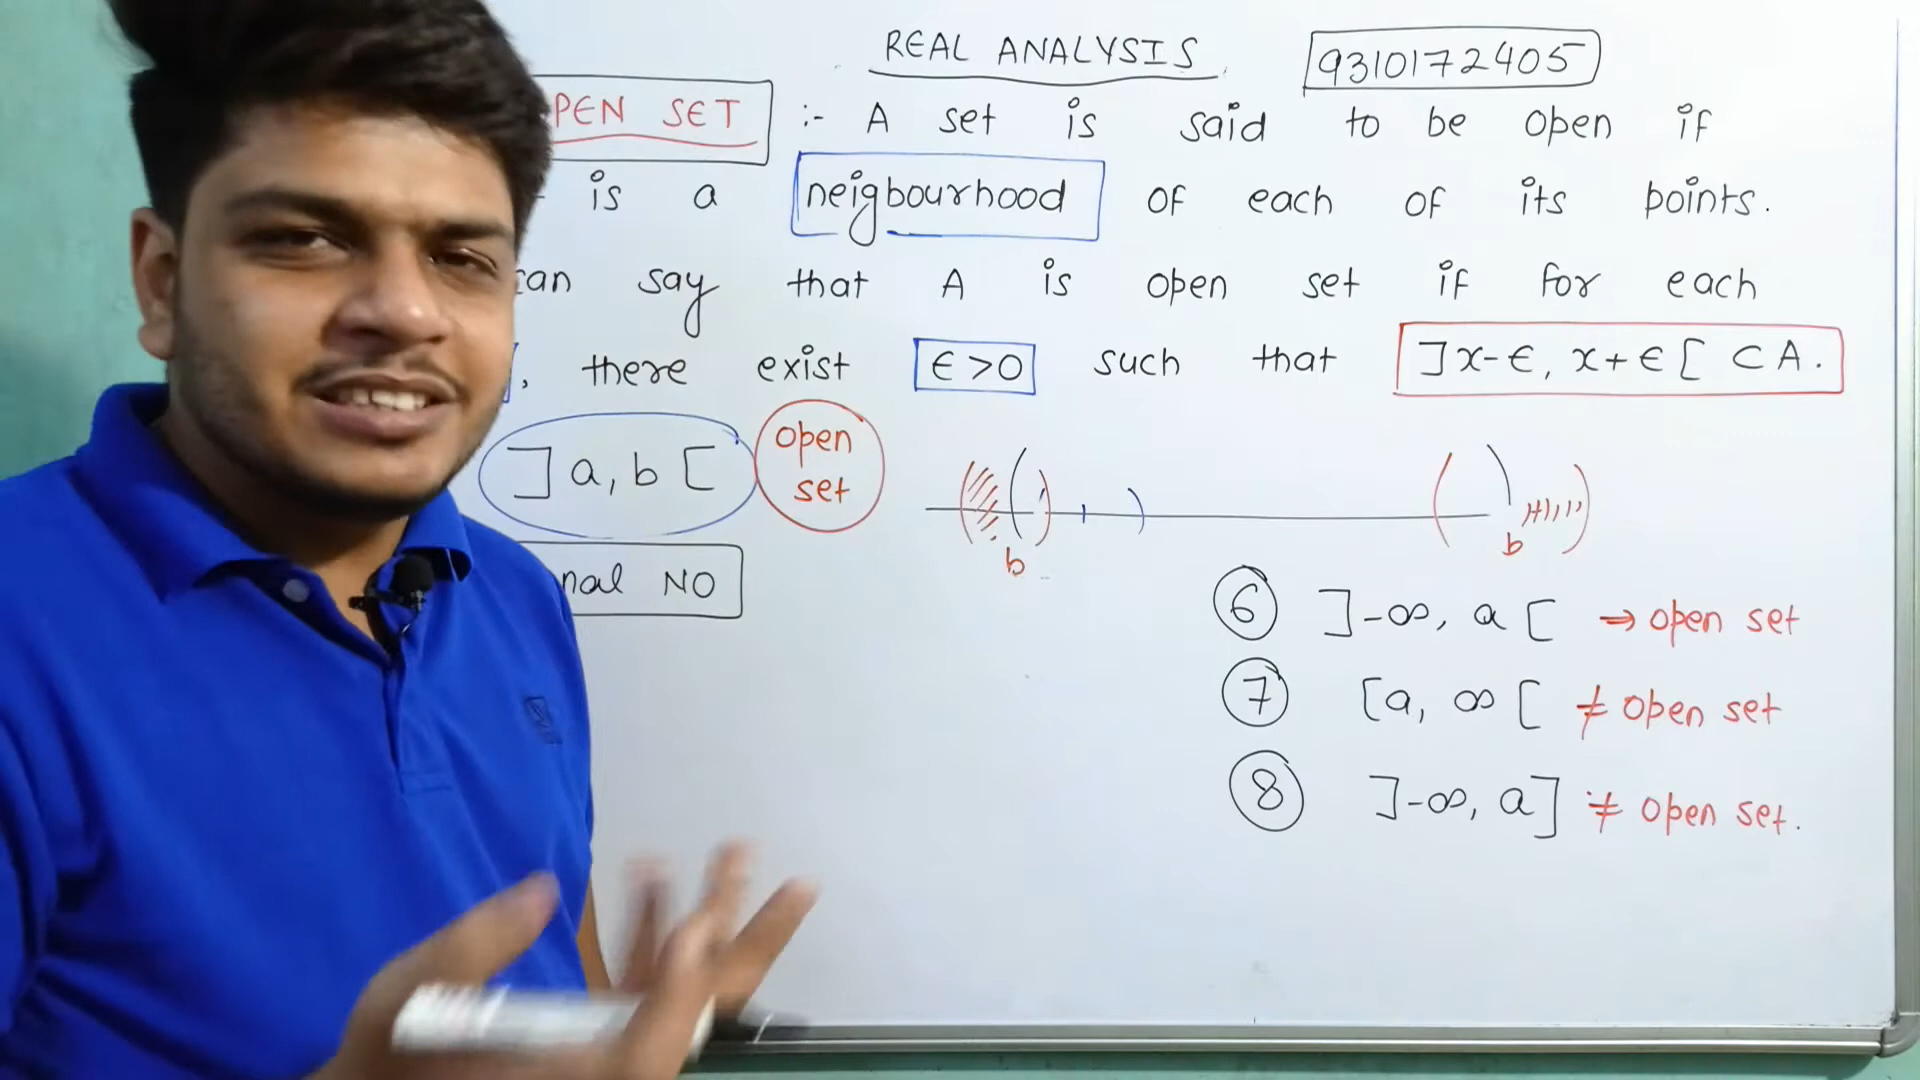 REAL ANALYSIS 9310172405
PEN SET :- A set is said to be open if
is a neigbourhood of each of its points.
can say that A is open set if for each
, there exist ϵ>0 such that ]x-ϵ, x+ϵ[ ⊂ A.
]a, b[ open set
b b
nal NO
6 ]-∞, a[ → open set
7 [a, ∞[ ≠ open set
8 ]-∞, a] ≠ open set.